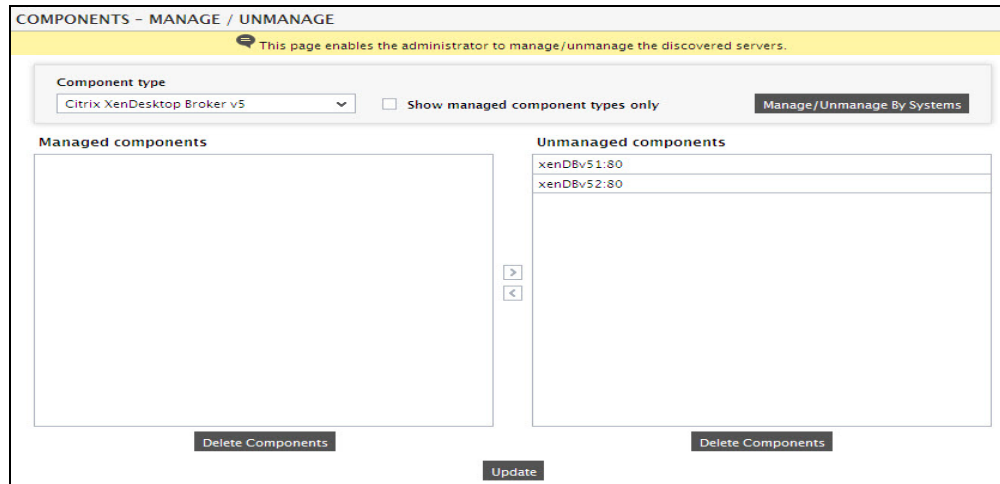 COMPONENTS - MANAGE / UNMANAGE
This page enables the administrator to manage/unmanage the discovered servers.
Component type
Citrix XenDesktop Broker v5
Show managed component types only
Manage/Unmanage By Systems
Managed components
Unmanaged components
xenDBv51:80
xenDBv52:80
>
<
Delete Components
Delete Components
Update